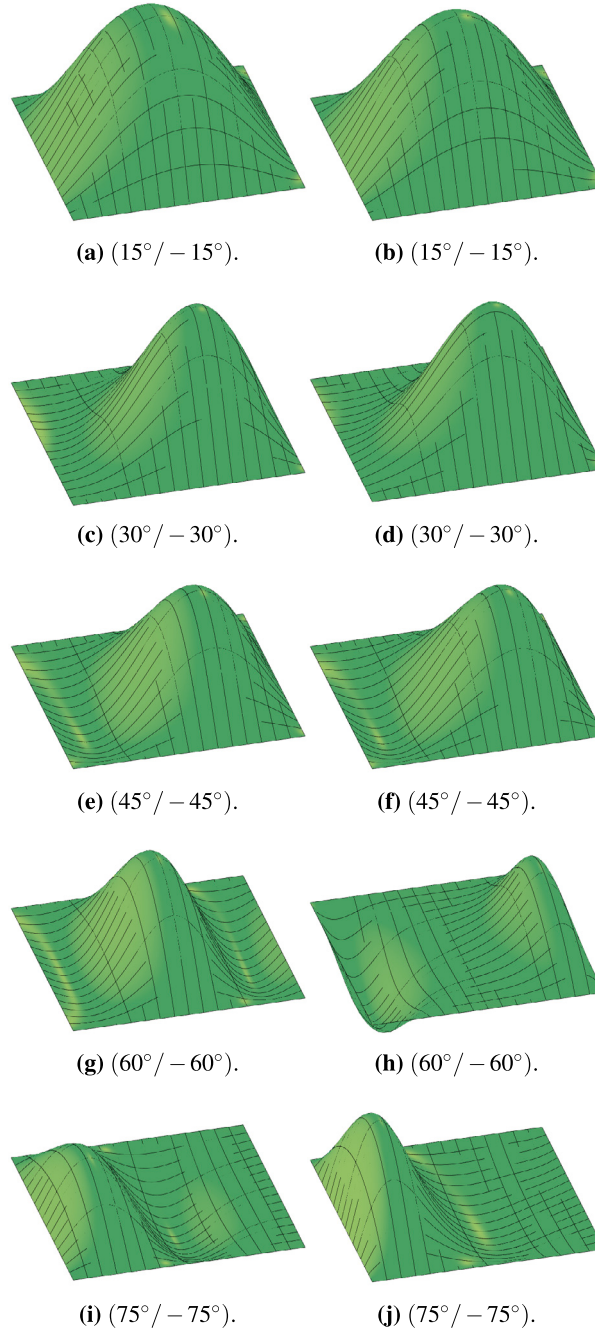 (a) (15°/−15°).
(b) (15°/−15°).
(c) (30°/−30°).
(d) (30°/−30°).
(e) (45°/−45°).
(f) (45°/−45°).
(g) (60°/−60°).
(h) (60°/−60°).
(i) (75°/−75°).
(j) (75°/−75°).